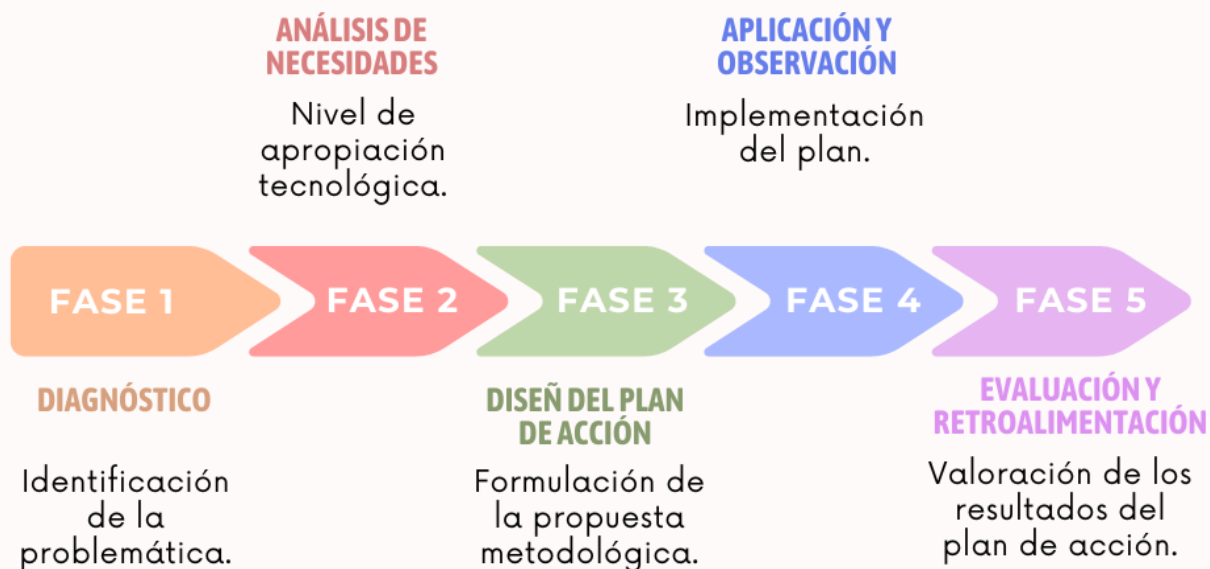 ANÁLISIS DE
NECESIDADES
Nivel de
apropiación
tecnológica.
APLICACIÓN Y
OBSERVACIÓN
Implementación
del plan.
FASE 1
FASE 2
FASE 3
FASE 4
FASE 5
DIAGNÓSTICO
Identificación
de la
problemática.
DISEÑ DEL PLAN
DE ACCIÓN
Formulación de
la propuesta
metodológica.
EVALUACIÓN Y
RETROALIMENTACIÓN
Valoración de los
resultados del
plan de acción.